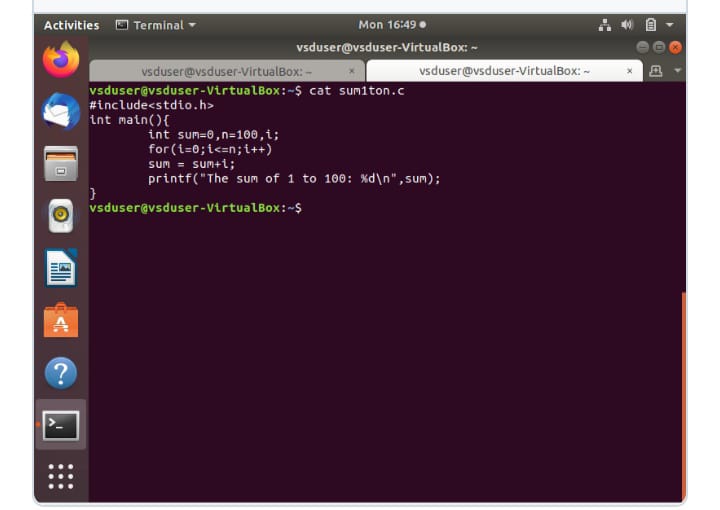 Activities Terminal Mon 16:49
vsduser@vsduser-VirtualBox: ~
vsduser@vsduser-VirtualBox: ~ × vsduser@vsduser-VirtualBox: ~ ×
vsduser@vsduser-VirtualBox:~$ cat sum1ton.c
#include<stdio.h>
int main(){
        int sum=0,n=100,i;
        for(i=0;i<=n;i++)
        sum = sum+i;
        printf("The sum of 1 to 100: %d\n",sum);
}
vsduser@vsduser-VirtualBox:~$